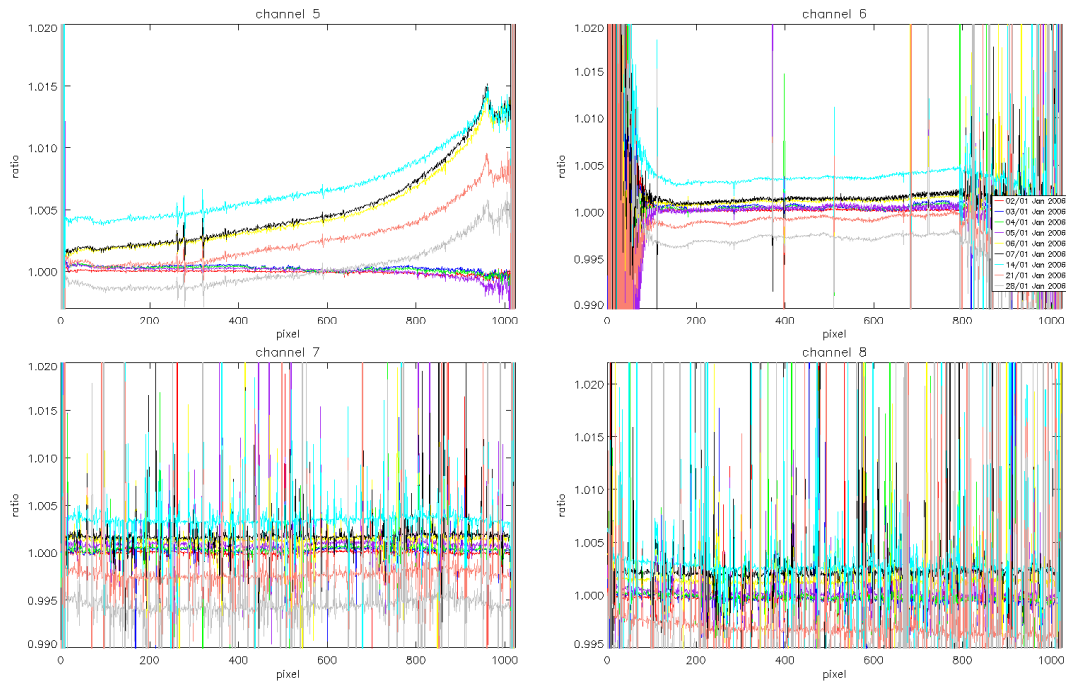 channel 5
1.020
1.015
1.010
1.005
1.000
ratio
0
200
400
600
800
1000
pixel
channel 6
1.020
1.015
1.010
1.005
1.000
0.995
0.990
ratio
02/01 Jan 2006
03/01 Jan 2006
04/01 Jan 2006
05/01 Jan 2006
06/01 Jan 2006
07/01 Jan 2006
14/01 Jan 2006
21/01 Jan 2006
28/01 Jan 2006
0
200
400
600
800
1000
pixel
channel 7
1.020
1.015
1.010
1.005
1.000
0.995
0.990
ratio
0
200
400
600
800
1000
pixel
channel 8
1.020
1.015
1.010
1.005
1.000
0.995
ratio
0
200
400
600
800
1000
pixel